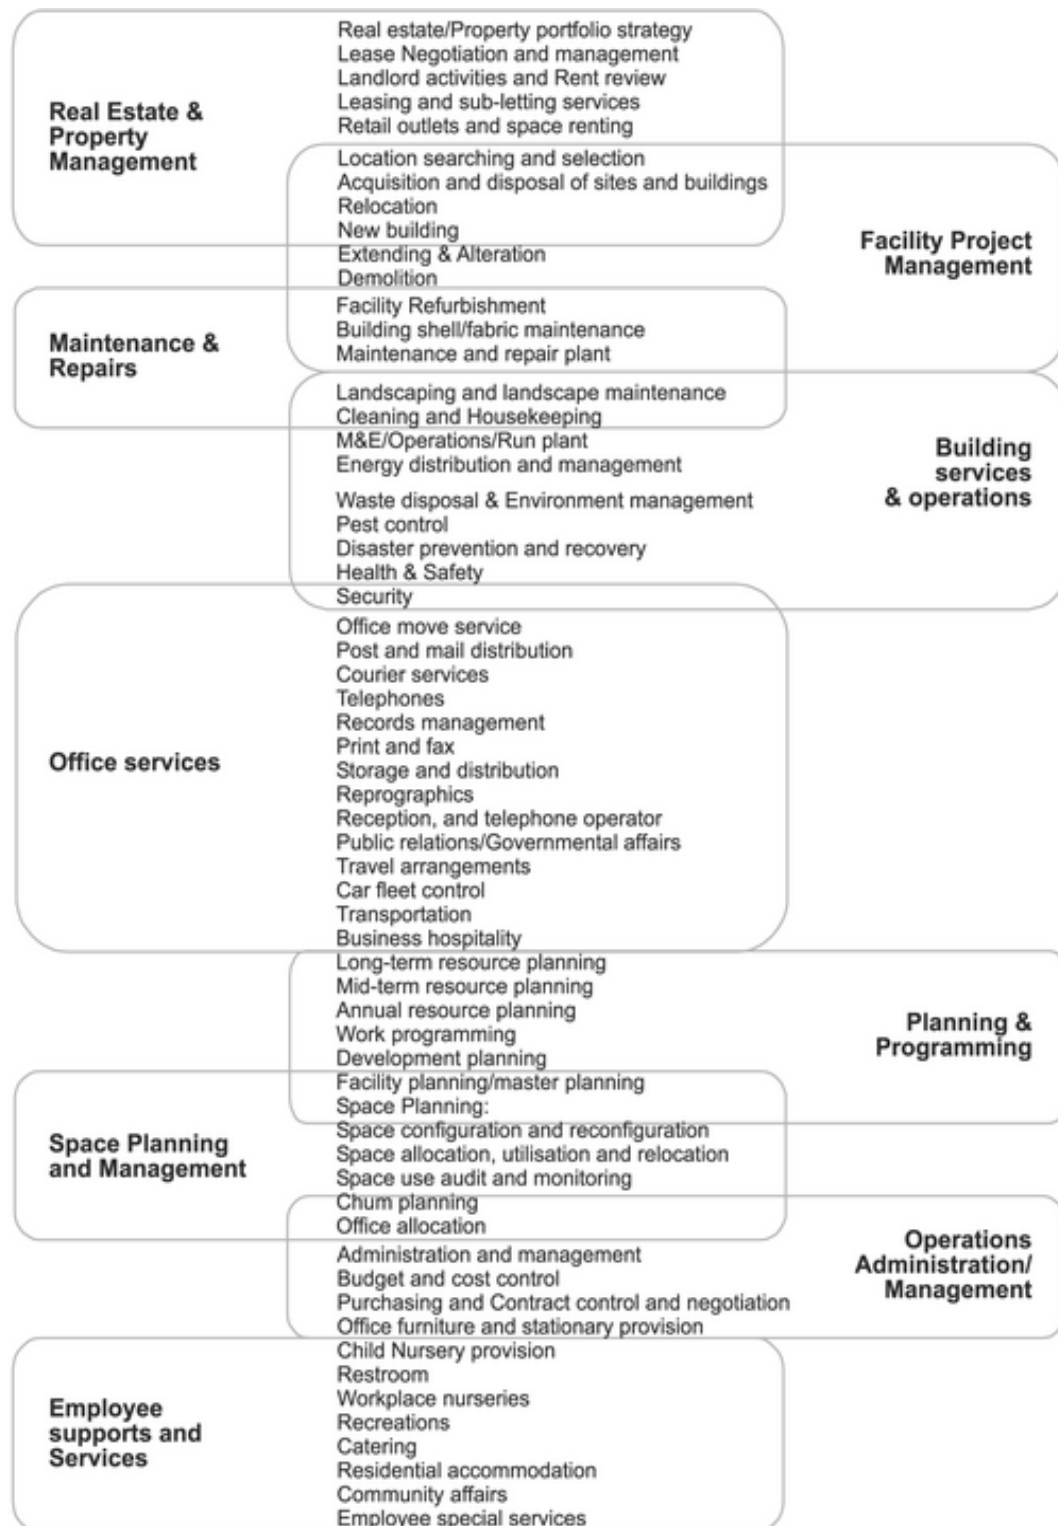 Real estate/Property portfolio strategy
Lease Negotiation and management
Landlord activities and Rent review
Leasing and sub-letting services
Retail outlets and space renting
Real Estate &
Property
Management
Location searching and selection
Acquisition and disposal of sites and buildings
Relocation
New building
Extending & Alteration
Demolition
Facility Project
Management
Facility Refurbishment
Building shell/fabric maintenance
Maintenance and repair plant
Maintenance &
Repairs
Landscaping and landscape maintenance
Cleaning and Housekeeping
M&E/Operations/Run plant
Energy distribution and management
Waste disposal & Environment management
Pest control
Disaster prevention and recovery
Health & Safety
Security
Building
services
& operations
Office move service
Post and mail distribution
Courier services
Telephones
Records management
Print and fax
Storage and distribution
Reprographics
Reception, and telephone operator
Public relations/Governmental affairs
Travel arrangements
Car fleet control
Transportation
Business hospitality
Office services
Long-term resource planning
Mid-term resource planning
Annual resource planning
Work programming
Development planning
Facility planning/master planning
Space Planning:
Planning &
Programming
Space configuration and reconfiguration
Space allocation, utilisation and relocation
Space use audit and monitoring
Chum planning
Office allocation
Space Planning
and Management
Administration and management
Budget and cost control
Purchasing and Contract control and negotiation
Office furniture and stationary provision
Operations
Administration/
Management
Child Nursery provision
Restroom
Workplace nurseries
Recreations
Catering
Residential accommodation
Community affairs
Employee special services
Employee
supports and
Services